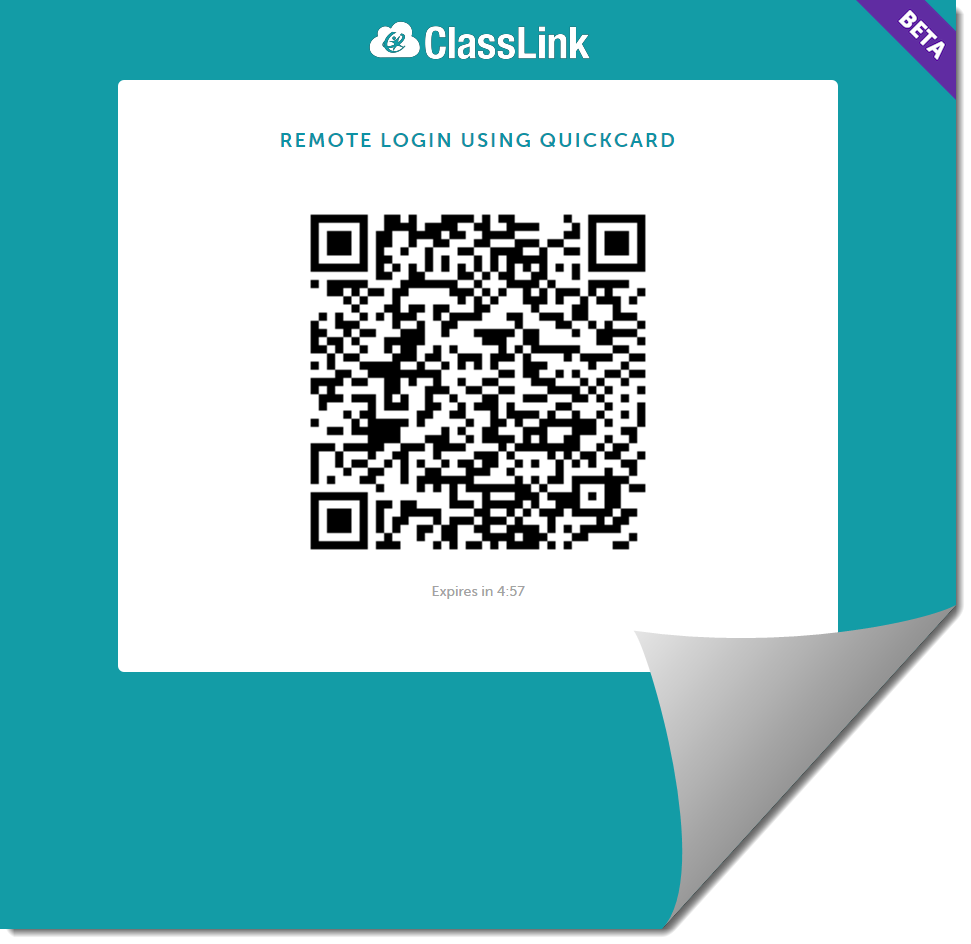 ClassLink
BETA
REMOTE LOGIN USING QUICKCARD
Expires in 4:57